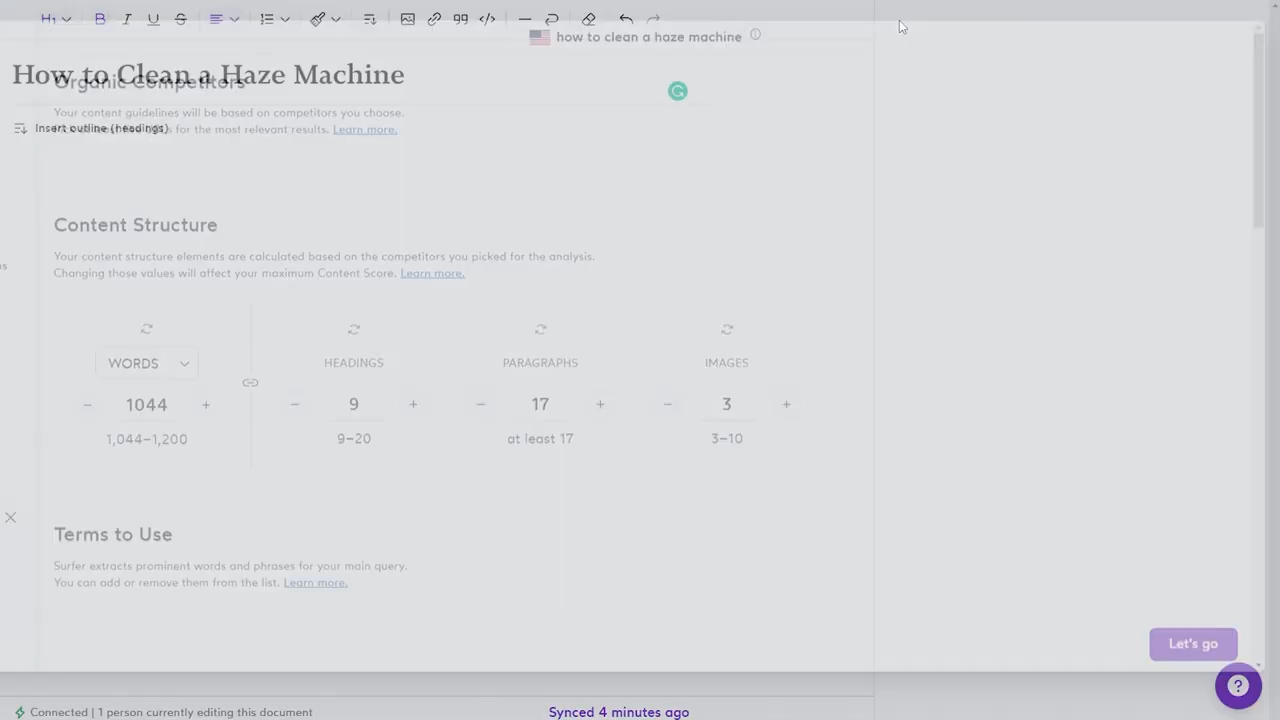 H₁ B I U S
how to clean a haze machine
How to Clean a Haze Machine
Organic Competitors
Your content guidelines will be based on competitors you choose.
for the most relevant results. Learn more.
Insert outline (headings)
Content Structure
Your content structure elements are calculated based on the competitors you picked for the analysis.
Changing those values will affect your maximum Content Score. Learn more.
WORDS HEADINGS PARAGRAPHS IMAGES
− 1044 + − 9 + − 17 + − 3 +
1,044–1,200 9–20 at least 17 3–10
Terms to Use
Surfer extracts prominent words and phrases for your main query.
You can add or remove them from the list. Learn more.
Let's go
Connected | 1 person currently editing this document Synced 4 minutes ago